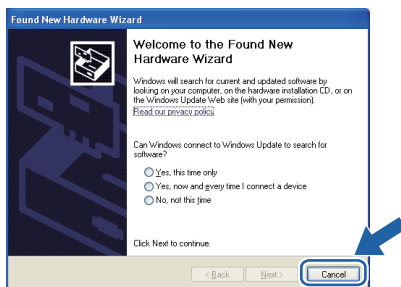 Found New Hardware Wizard
Welcome to the Found New
Hardware Wizard
Windows will search for current and updated software by
looking on your computer, on the hardware installation CD, or on
the Windows Update Web site (with your permission).
Read our privacy policy
Can Windows connect to Windows Update to search for
software?
Yes, this time only
Yes, now and every time I connect a device
No, not this time
Click Next to continue.
< Back Next > Cancel